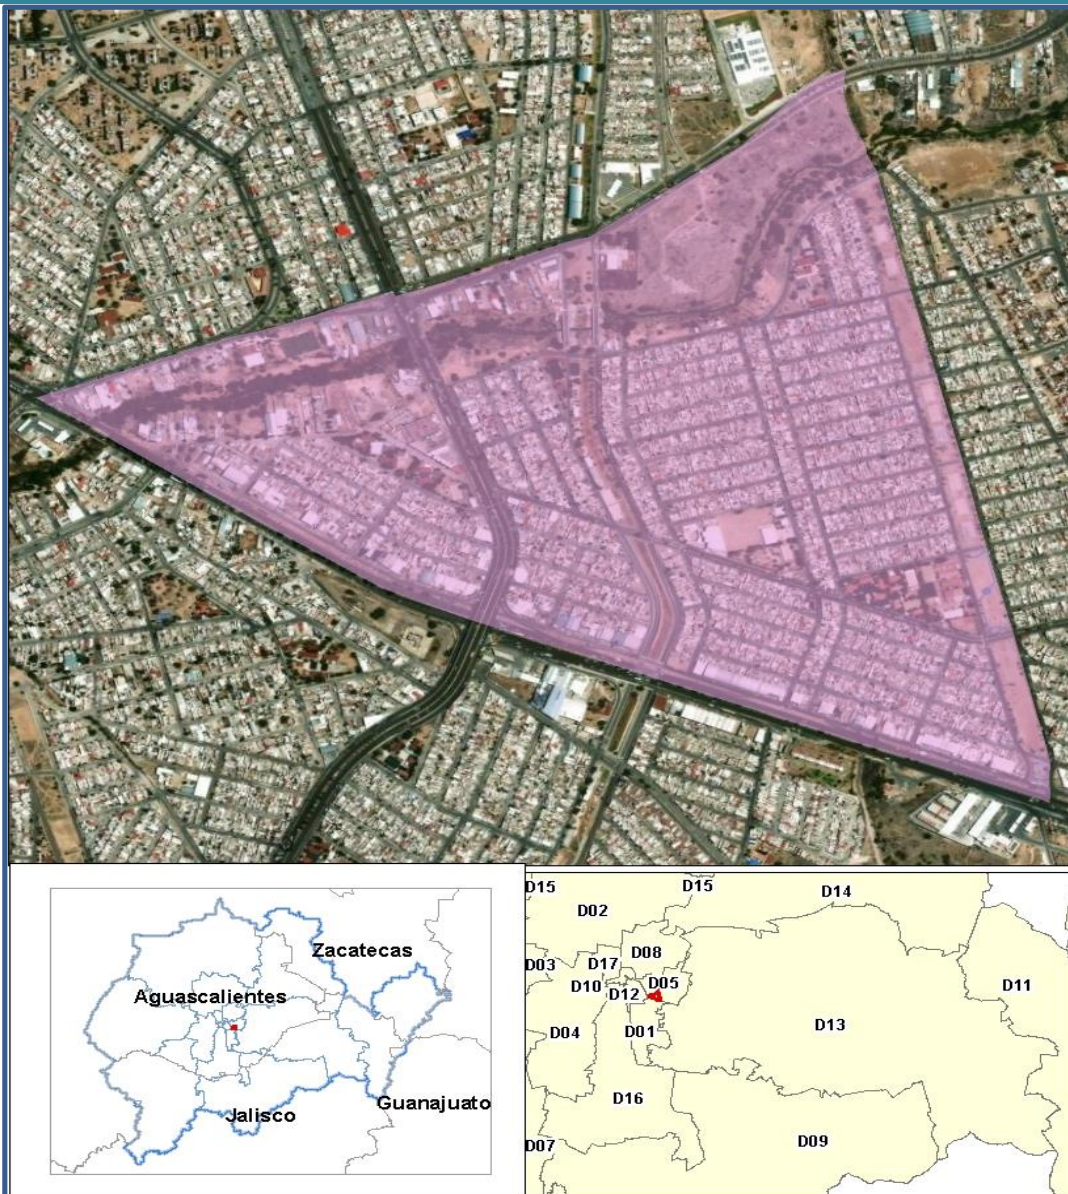 Zacatecas
Aguascalientes
Guanajuato
Jalisco
D15
D15
D14
D02
D08
D03
D17
D05
D10
D12
D11
D04
D01
D13
D16
D07
D09